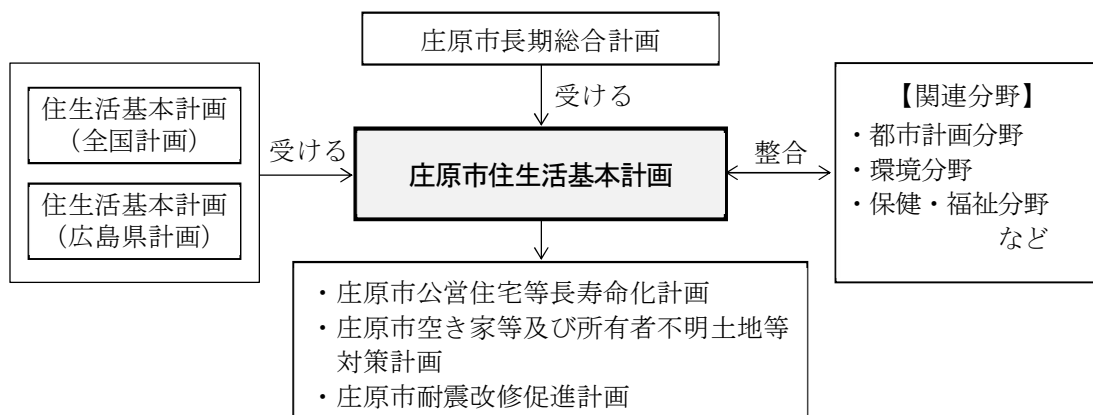 庄原市長期総合計画
受ける
住生活基本計画
（全国計画）
住生活基本計画
（広島県計画）
受ける
庄原市住生活基本計画
整合
【関連分野】
・都市計画分野
・環境分野
・保健・福祉分野
など
・庄原市公営住宅等長寿命化計画
・庄原市空き家等及び所有者不明土地等
対策計画
・庄原市耐震改修促進計画